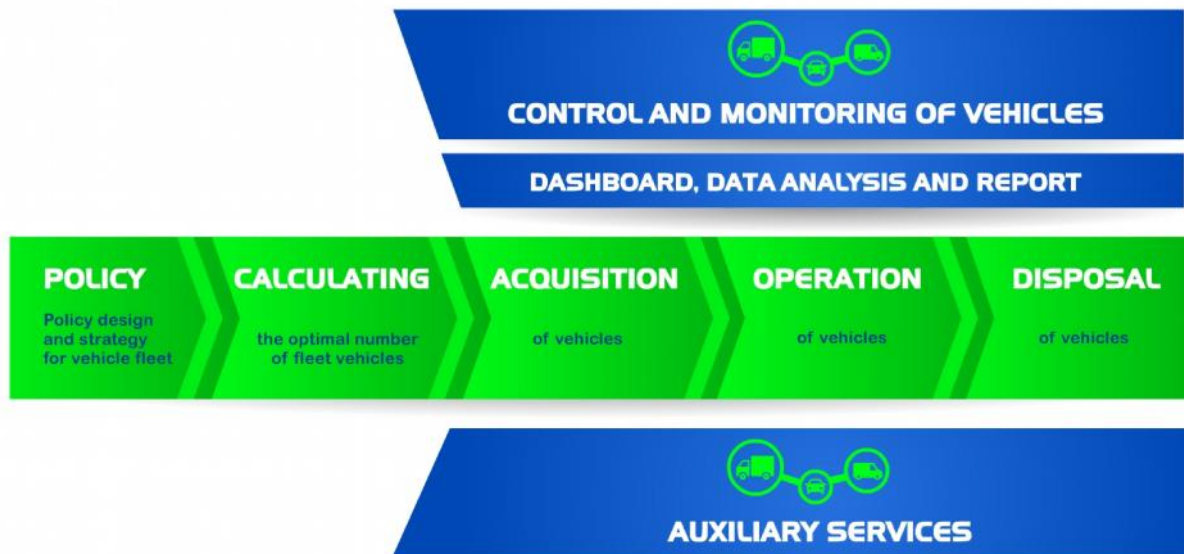 CONTROL AND MONITORING OF VEHICLES
DASHBOARD, DATA ANALYSIS AND REPORT
POLICY
Policy design
and strategy
for vehicle fleet
CALCULATING
the optimal number
of fleet vehicles
ACQUISITION
of vehicles
OPERATION
of vehicles
DISPOSAL
of vehicles
AUXILIARY SERVICES